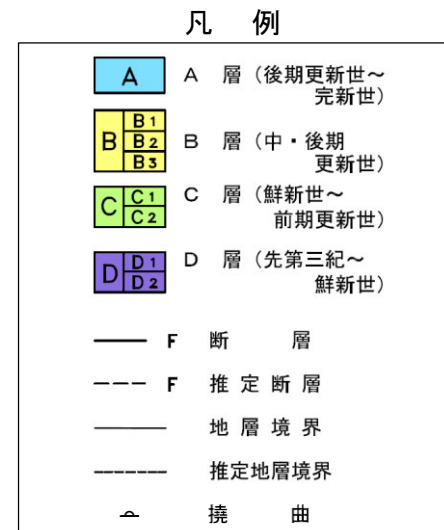 凡 例
A A 層（後期更新世～
完新世）
B B1 B2 B3 B 層（中・後期
更新世）
C C1 C2 C 層（鮮新世～
前期更新世）
D D1 D2 D 層（先第三紀～
鮮新世）
F 断 層
F 推定断層
地層境界
推定地層境界
撓 曲